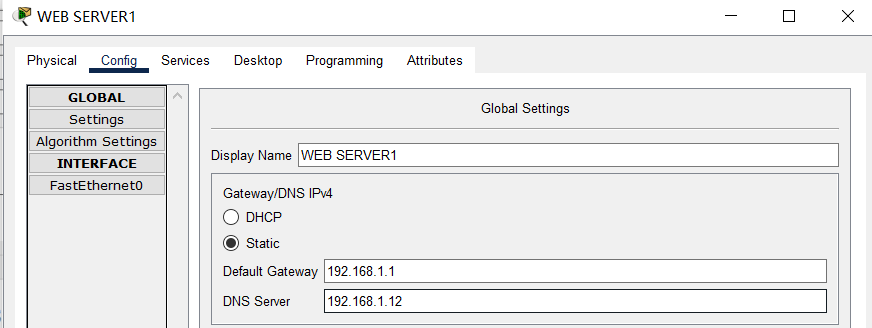 WEB SERVER1
Physical Config Services Desktop Programming Attributes
GLOBAL
Settings
Algorithm Settings
INTERFACE
FastEthernet0
Global Settings
Display Name WEB SERVER1
Gateway/DNS IPv4
DHCP
Static
Default Gateway 192.168.1.1
DNS Server 192.168.1.12